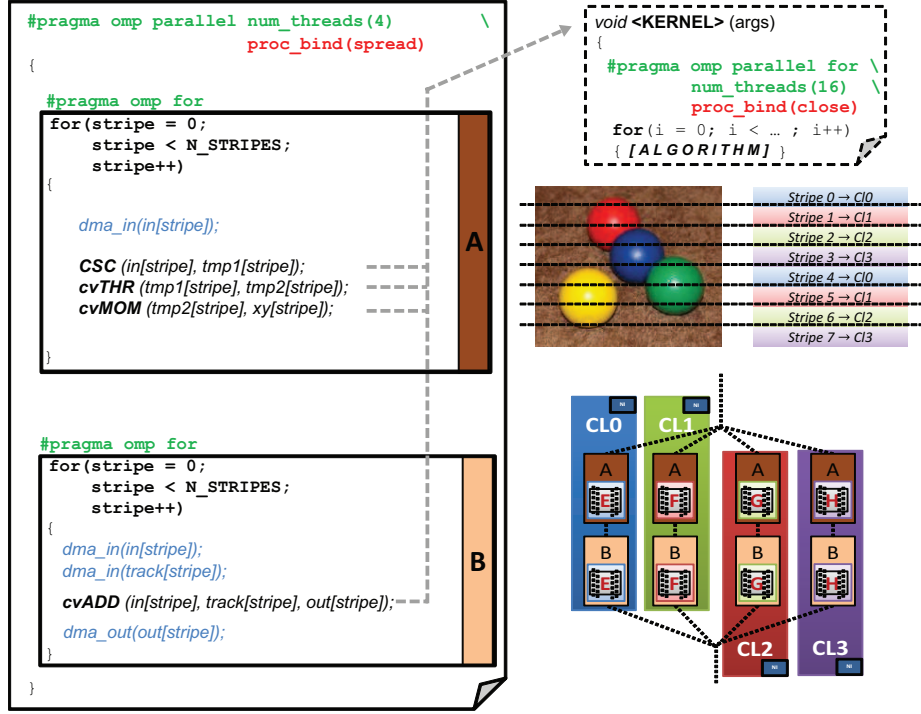 #pragma omp parallel num_threads(4) \
proc_bind(spread)
{
#pragma omp for
for(stripe = 0;
stripe < N_STRIPES;
stripe++)
{
dma_in(in[stripe]);
CSC (in[stripe], tmp1[stripe]);
cvTHR (tmp1[stripe], tmp2[stripe]);
cvMOM (tmp2[stripe], xy[stripe]);
}
A
#pragma omp for
for(stripe = 0;
stripe < N_STRIPES;
stripe++)
{
dma_in(in[stripe]);
dma_in(track[stripe]);
cvADD (in[stripe], track[stripe], out[stripe]);
dma_out(out[stripe]);
}
B
}
void <KERNEL> (args)
{
#pragma omp parallel for \
num_threads(16) \
proc_bind(close)
for(i = 0; i < … ; i++)
{ [ALGORITHM] }
Stripe 0 → Cl0
Stripe 1 → Cl1
Stripe 2 → Cl2
Stripe 3 → Cl3
Stripe 4 → Cl0
Stripe 5 → Cl1
Stripe 6 → Cl2
Stripe 7 → Cl3
NI NI
CL0 CL1
A A A A
E F G H
B B B B
E F G H
CL2 CL3
NI NI